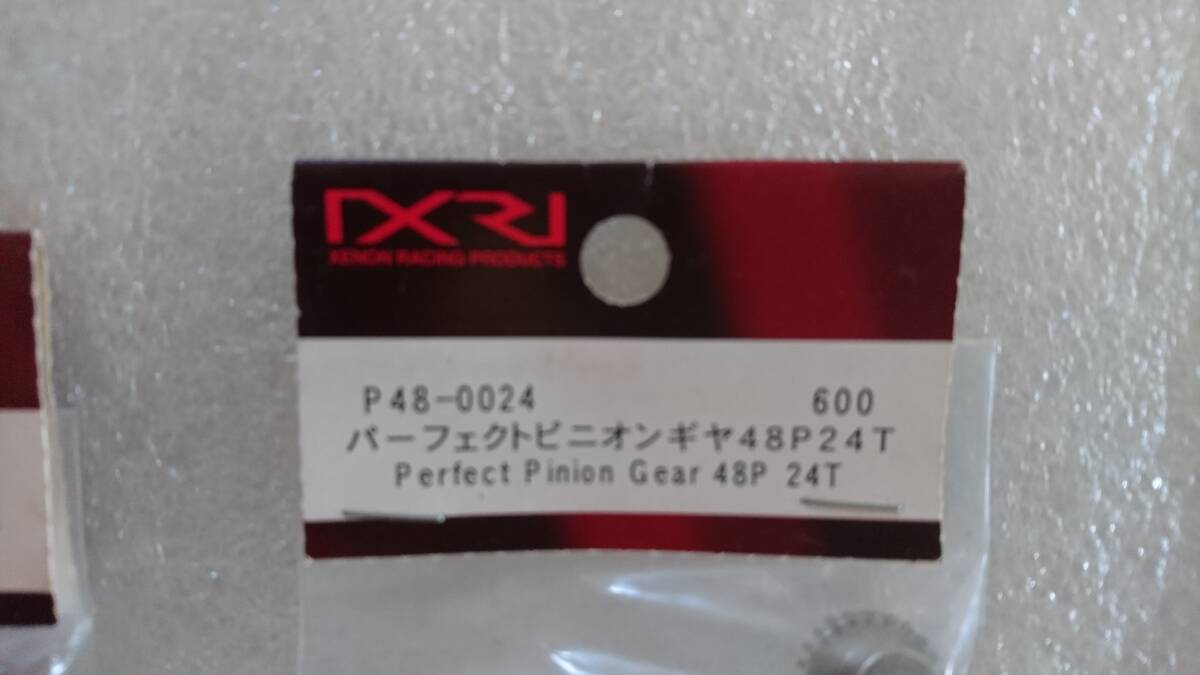 XENON RACING PRODUCTS
P48-0024 600
パーフェクトピニオンギヤ48P24T
Perfect Pinion Gear 48P 24T